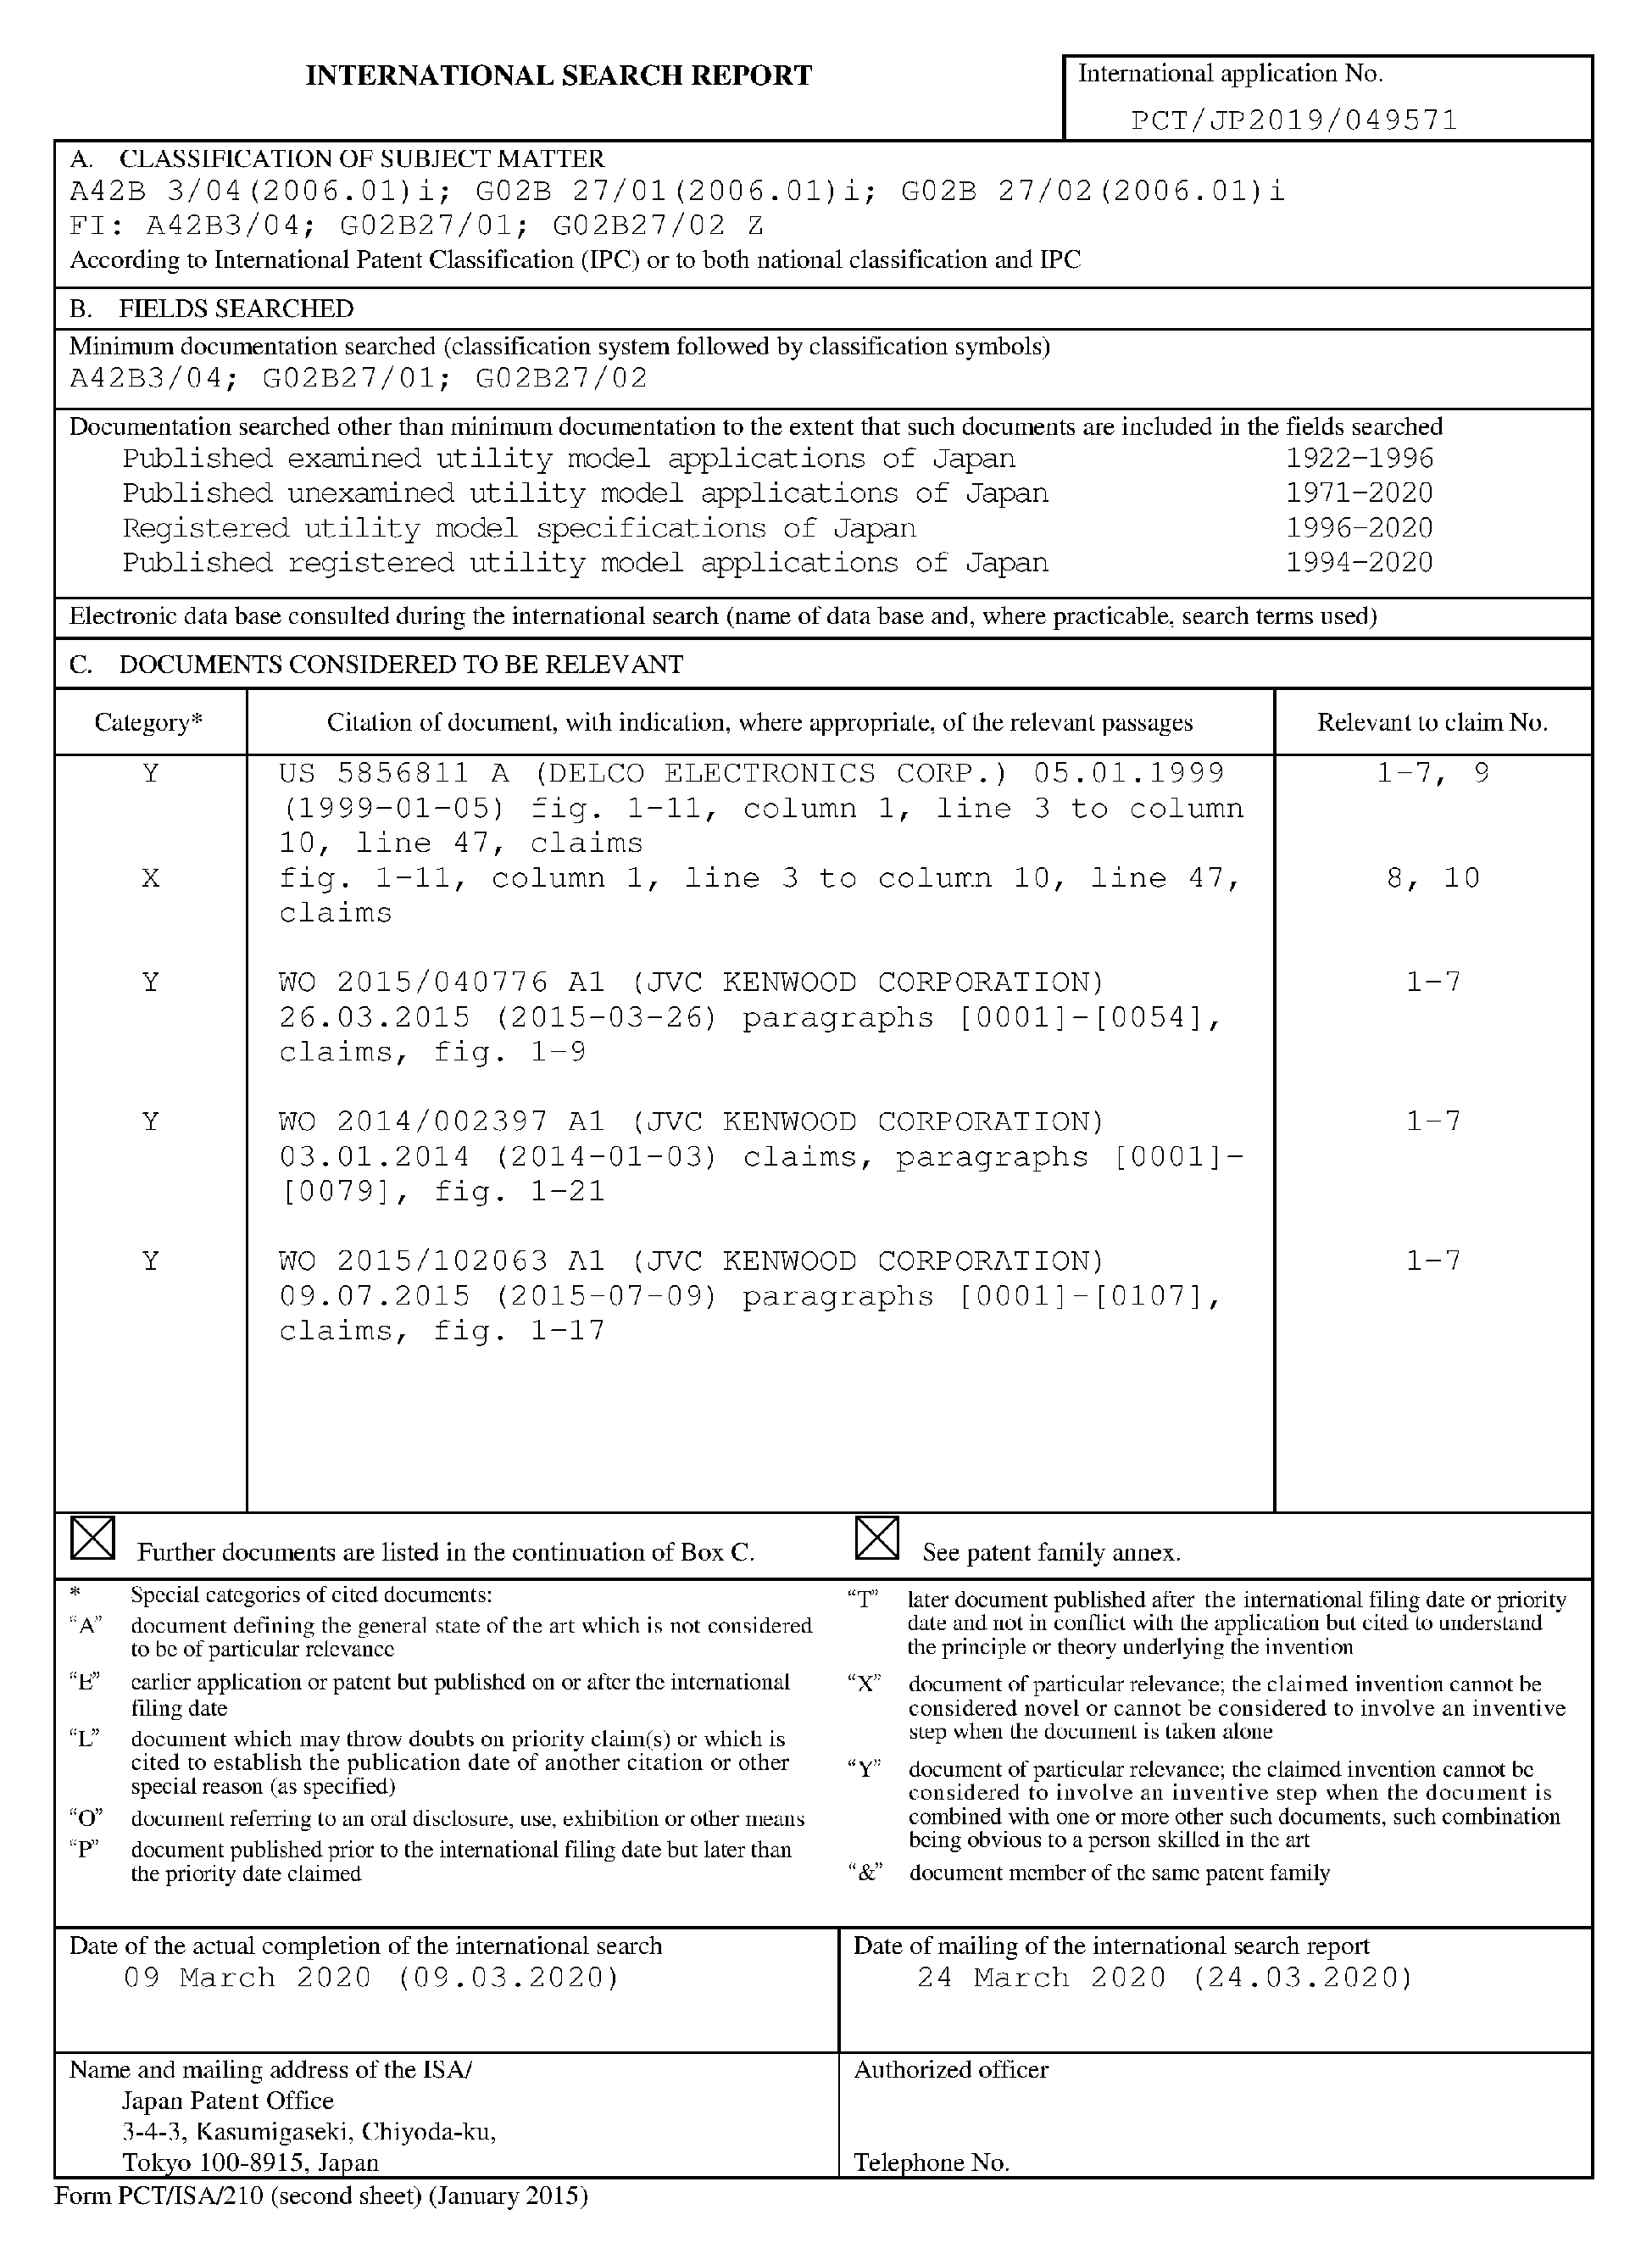 INTERNATIONAL SEARCH REPORT
International application No.
PCT/JP2019/049571
A. CLASSIFICATION OF SUBJECT MATTER
A42B 3/04(2006.01)i; G02B 27/01(2006.01)i; G02B 27/02(2006.01)i
FI: A42B3/04; G02B27/01; G02B27/02 Z
According to International Patent Classification (IPC) or to both national classification and IPC
B. FIELDS SEARCHED
Minimum documentation searched (classification system followed by classification symbols)
A42B3/04; G02B27/01; G02B27/02
Documentation searched other than minimum documentation to the extent that such documents are included in the fields searched
Published examined utility model applications of Japan 1922-1996
Published unexamined utility model applications of Japan 1971-2020
Registered utility model specifications of Japan 1996-2020
Published registered utility model applications of Japan 1994-2020
Electronic data base consulted during the international search (name of data base and, where practicable, search terms used)
C. DOCUMENTS CONSIDERED TO BE RELEVANT
Category* Citation of document, with indication, where appropriate, of the relevant passages Relevant to claim No.
Y US 5856811 A (DELCO ELECTRONICS CORP.) 05.01.1999 1-7, 9
(1999-01-05) fig. 1-11, column 1, line 3 to column
10, line 47, claims
X fig. 1-11, column 1, line 3 to column 10, line 47, 8, 10
claims
Y WO 2015/040776 A1 (JVC KENWOOD CORPORATION) 1-7
26.03.2015 (2015-03-26) paragraphs [0001]-[0054],
claims, fig. 1-9
Y WO 2014/002397 A1 (JVC KENWOOD CORPORATION) 1-7
03.01.2014 (2014-01-03) claims, paragraphs [0001]-
[0079], fig. 1-21
Y WO 2015/102063 A1 (JVC KENWOOD CORPORATION) 1-7
09.07.2015 (2015-07-09) paragraphs [0001]-[0107],
claims, fig. 1-17
Further documents are listed in the continuation of Box C.
See patent family annex.
* Special categories of cited documents:
“A” document defining the general state of the art which is not considered
to be of particular relevance
“E” earlier application or patent but published on or after the international
filing date
“L” document which may throw doubts on priority claim(s) or which is
cited to establish the publication date of another citation or other
special reason (as specified)
“O” document referring to an oral disclosure, use, exhibition or other means
“P” document published prior to the international filing date but later than
the priority date claimed
“T” later document published after the international filing date or priority
date and not in conflict with the application but cited to understand
the principle or theory underlying the invention
“X” document of particular relevance; the claimed invention cannot be
considered novel or cannot be considered to involve an inventive
step when the document is taken alone
“Y” document of particular relevance; the claimed invention cannot be
considered to involve an inventive step when the document is
combined with one or more other such documents, such combination
being obvious to a person skilled in the art
“&” document member of the same patent family
Date of the actual completion of the international search
09 March 2020 (09.03.2020)
Date of mailing of the international search report
24 March 2020 (24.03.2020)
Name and mailing address of the ISA/
Japan Patent Office
3-4-3, Kasumigaseki, Chiyoda-ku,
Tokyo 100-8915, Japan
Authorized officer
Telephone No.
Form PCT/ISA/210 (second sheet) (January 2015)